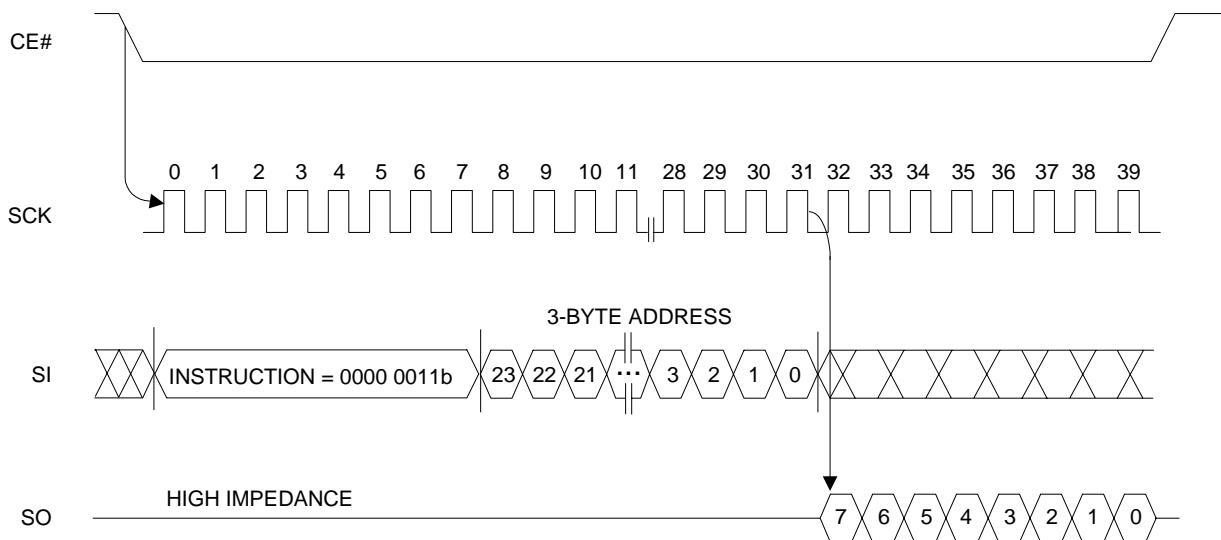 CE#
0 1 2 3 4 5 6 7 8 9 10 11 28 29 30 31 32 33 34 35 36 37 38 39
SCK
3-BYTE ADDRESS
SI INSTRUCTION = 0000 0011b 23 22 21 ... 3 2 1 0
HIGH IMPEDANCE
SO 7 6 5 4 3 2 1 0